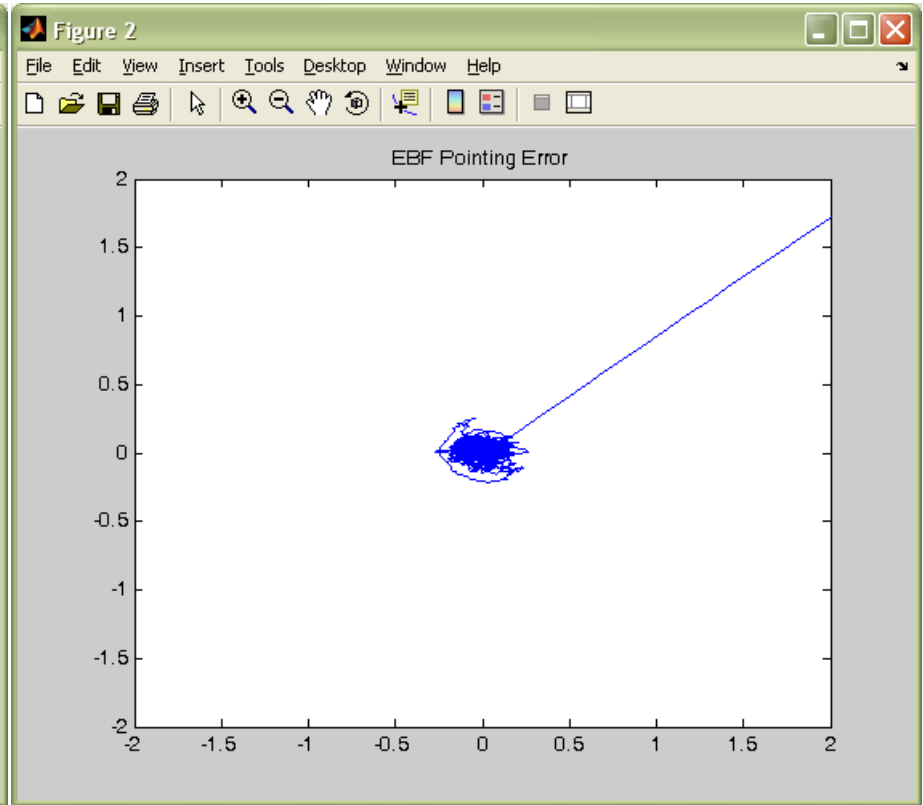 Figure 2
File Edit View Insert Tools Desktop Window Help
EBF Pointing Error
2
1.5
1
0.5
0
-0.5
-1
-1.5
-2
-2 -1.5 -1 -0.5 0 0.5 1 1.5 2